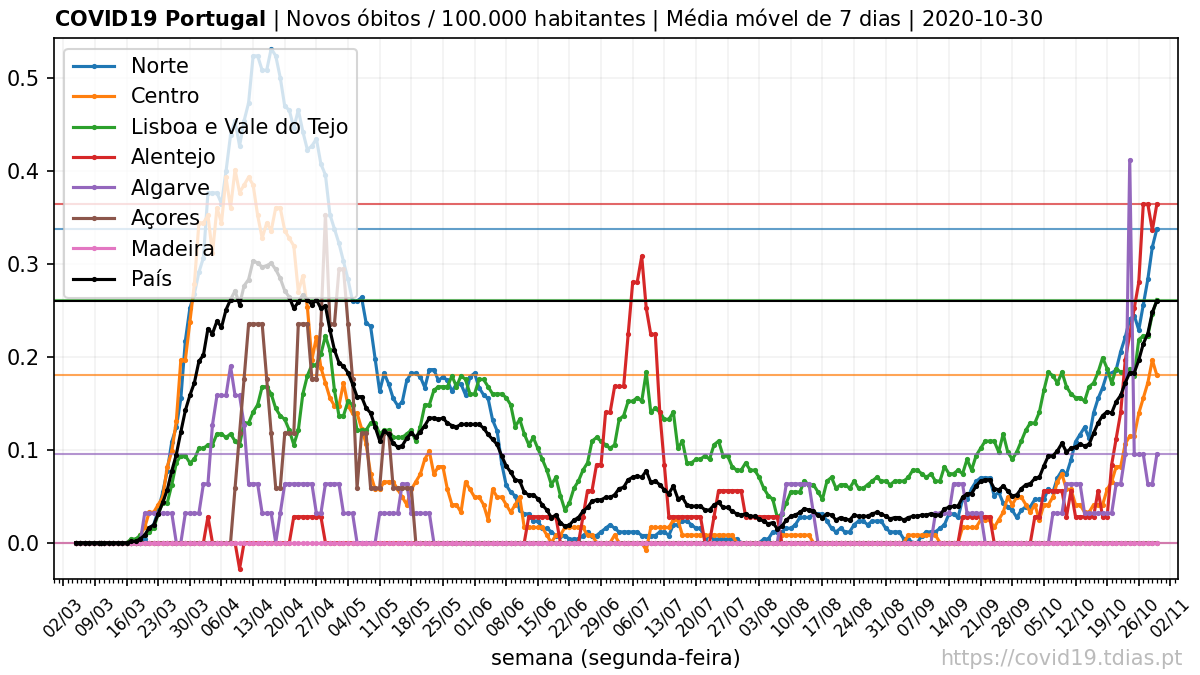 COVID19 Portugal | Novos óbitos / 100.000 habitantes | Média móvel de 7 dias | 2020-10-30
Norte
Centro
Lisboa e Vale do Tejo
Alentejo
Algarve
Açores
Madeira
País
0.5
0.4
0.3
0.2
0.1
0.0
02/03 09/03 16/03 23/03 30/03 06/04 13/04 20/04 27/04 04/05 11/05 18/05 25/05 01/06 08/06 15/06 22/06 29/06 06/07 13/07 20/07 27/07 03/08 10/08 17/08 24/08 31/08 07/09 14/09 21/09 28/09 05/10 12/10 19/10 26/10 02/11
semana (segunda-feira)
https://covid19.tdias.pt